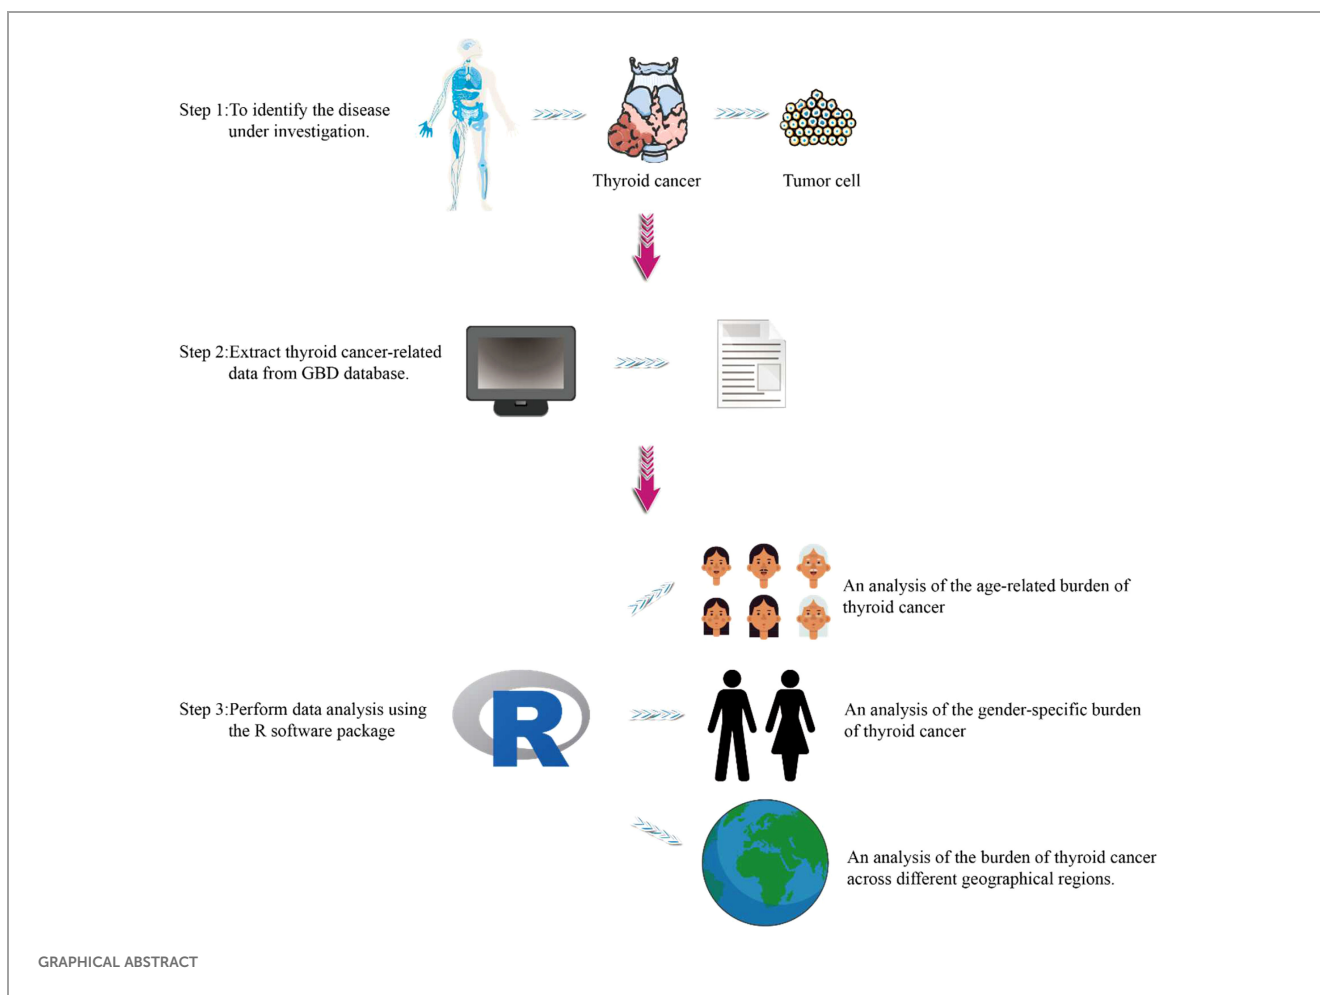 Step 1:To identify the disease
under investigation.
Thyroid cancer
Tumor cell
Step 2:Extract thyroid cancer-related
data from GBD database.
An analysis of the age-related burden of
thyroid cancer
Step 3:Perform data analysis using
the R software package
R
An analysis of the gender-specific burden
of thyroid cancer
An analysis of the burden of thyroid cancer
across different geographical regions.
GRAPHICAL ABSTRACT